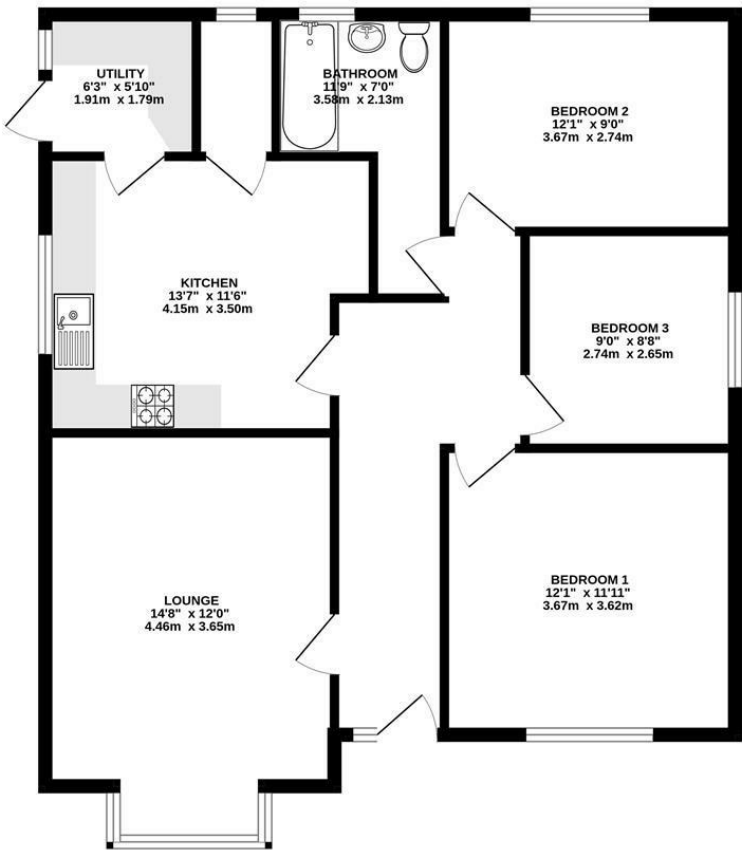 UTILITY
6'3" x 5'10"
1.91m x 1.79m
BATHROOM
11'9" x 7'0"
3.58m x 2.13m
BEDROOM 2
12'1" x 9'0"
3.67m x 2.74m
KITCHEN
13'7" x 11'6"
4.15m x 3.50m
BEDROOM 3
9'0" x 8'8"
2.74m x 2.65m
LOUNGE
14'8" x 12'0"
4.46m x 3.65m
BEDROOM 1
12'1" x 11'11"
3.67m x 3.62m